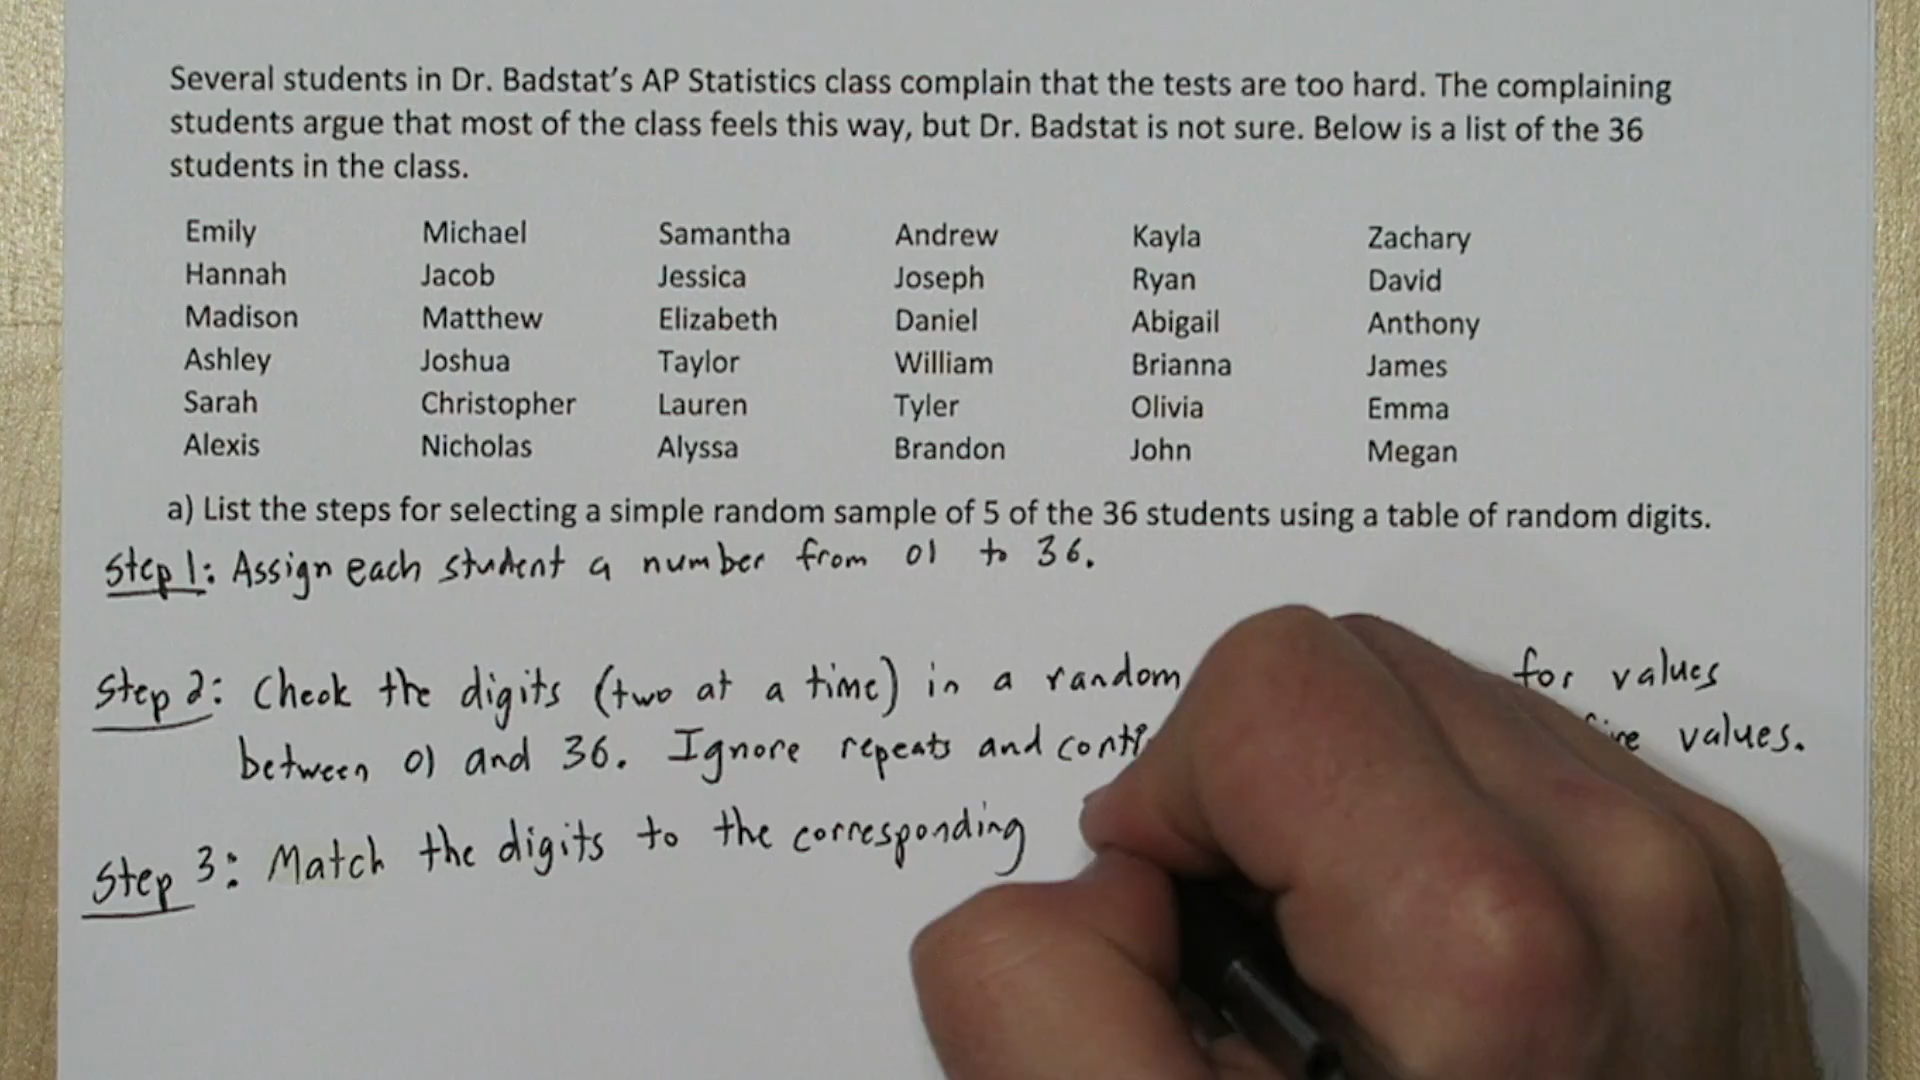 Several students in Dr. Badstat's AP Statistics class complain that the tests are too hard. The complaining
students argue that most of the class feels this way, but Dr. Badstat is not sure. Below is a list of the 36
students in the class.
Emily Michael Samantha Andrew Kayla Zachary
Hannah Jacob Jessica Joseph Ryan David
Madison Matthew Elizabeth Daniel Abigail Anthony
Ashley Joshua Taylor William Brianna James
Sarah Christopher Lauren Tyler Olivia Emma
Alexis Nicholas Alyssa Brandon John Megan
a) List the steps for selecting a simple random sample of 5 of the 36 students using a table of random digits.
Step 1: Assign each student a number from 01 to 36.
Step 2: Check the digits (two at a time) in a random for values
between 01 and 36. Ignore repeats and values.
Step 3: Match the digits to the corresponding